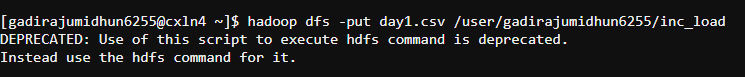 [gadirajumidhun6255@cxln4 ~]$ hadoop dfs -put day1.csv /user/gadirajumidhun6255/inc_load
DEPRECATED: Use of this script to execute hdfs command is deprecated.
Instead use the hdfs command for it.